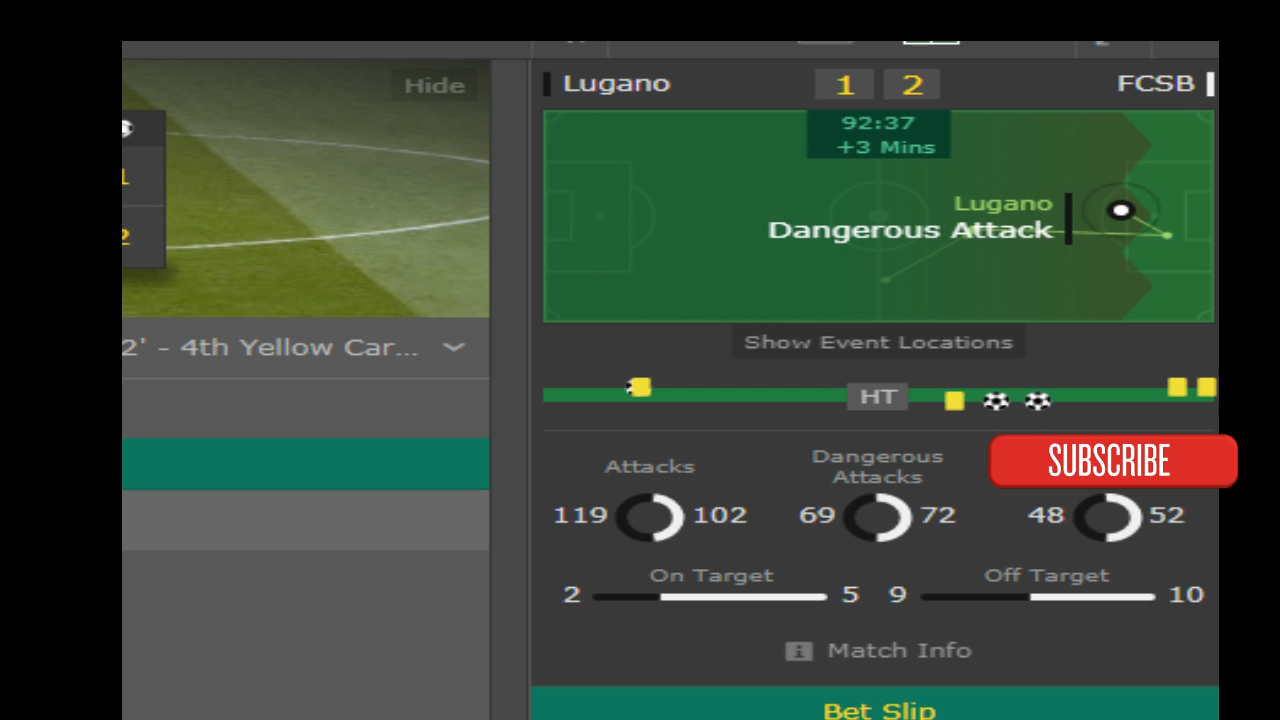 Hide
1
2
2' - 4th Yellow Car...
Lugano 1 2 FCSB
92:37
+3 Mins
Lugano
Dangerous Attack
Show Event Locations
HT
Attacks
Dangerous
Attacks
SUBSCRIBE
119 102 69 72 48 52
On Target Off Target
2 5 9 10
Match Info
Bet Slip